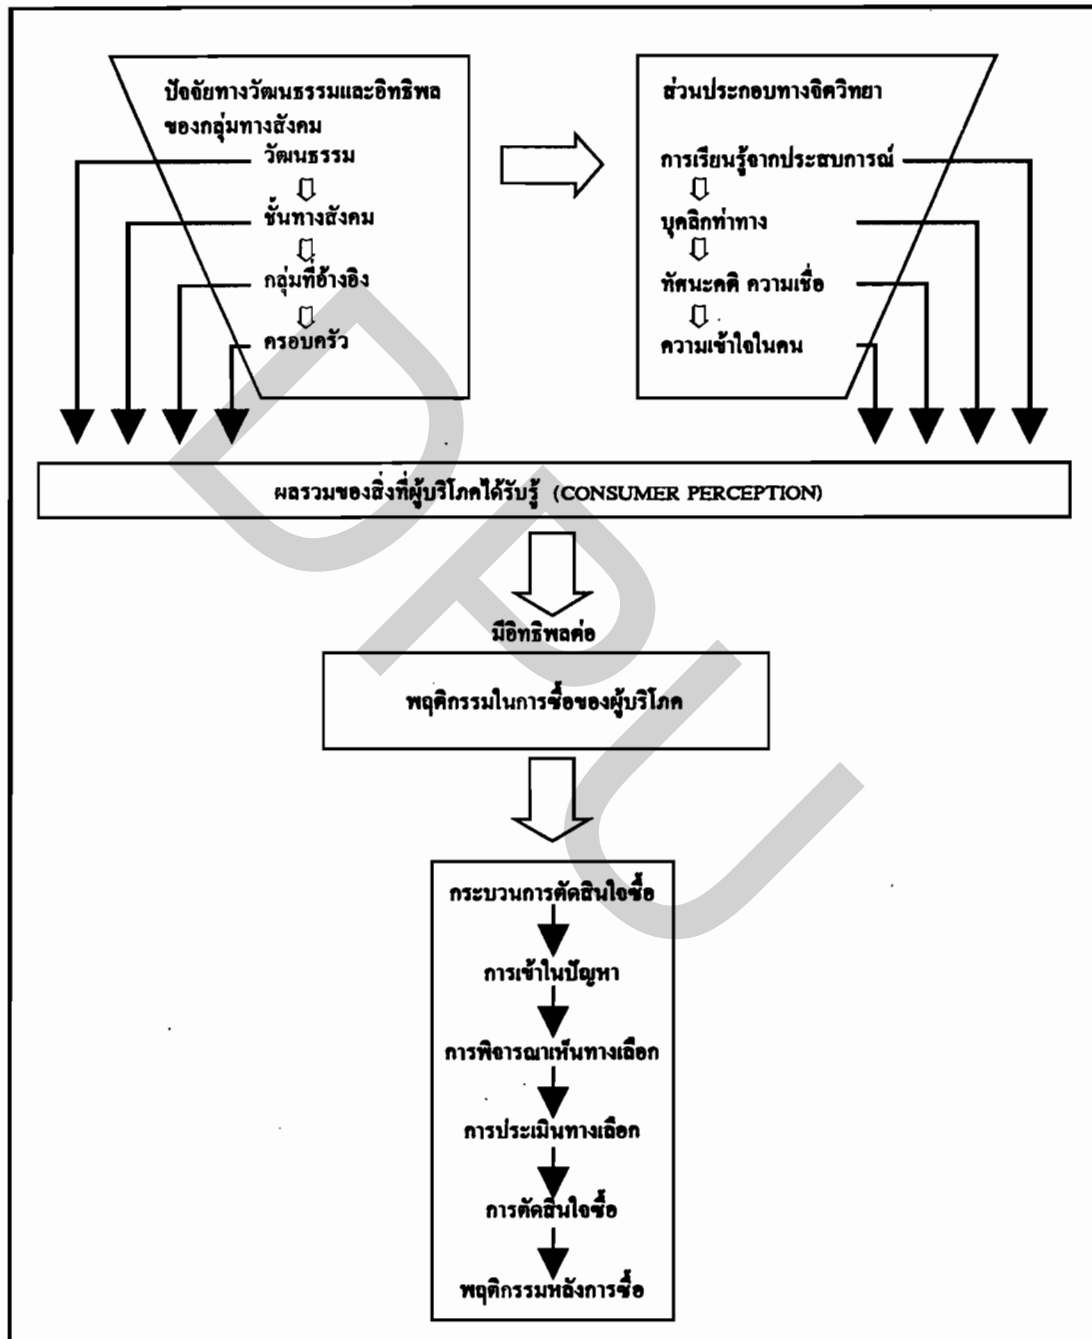 ปัจจัยทางวัฒนธรรมและอิทธิพล
ของกลุ่มทางสังคม
วัฒนธรรม
ชั้นทางสังคม
กลุ่มที่อ้างอิง
ครอบครัว
ส่วนประกอบทางจิตวิทยา
การเรียนรู้จากประสบการณ์
บุคลิกท่าทาง
ทัศนะคติ ความเชื่อ
ความเข้าใจในคน
ผลรวมของสิ่งที่ผู้บริโภคได้รับรู้ (CONSUMER PERCEPTION)
มีอิทธิพลต่อ
พฤติกรรมในการซื้อของผู้บริโภค
กระบวนการตัดสินใจซื้อ
การเข้าในปัญหา
การพิจารณาเห็นทางเลือก
การประเมินทางเลือก
การตัดสินใจซื้อ
พฤติกรรมหลังการซื้อ
DPU